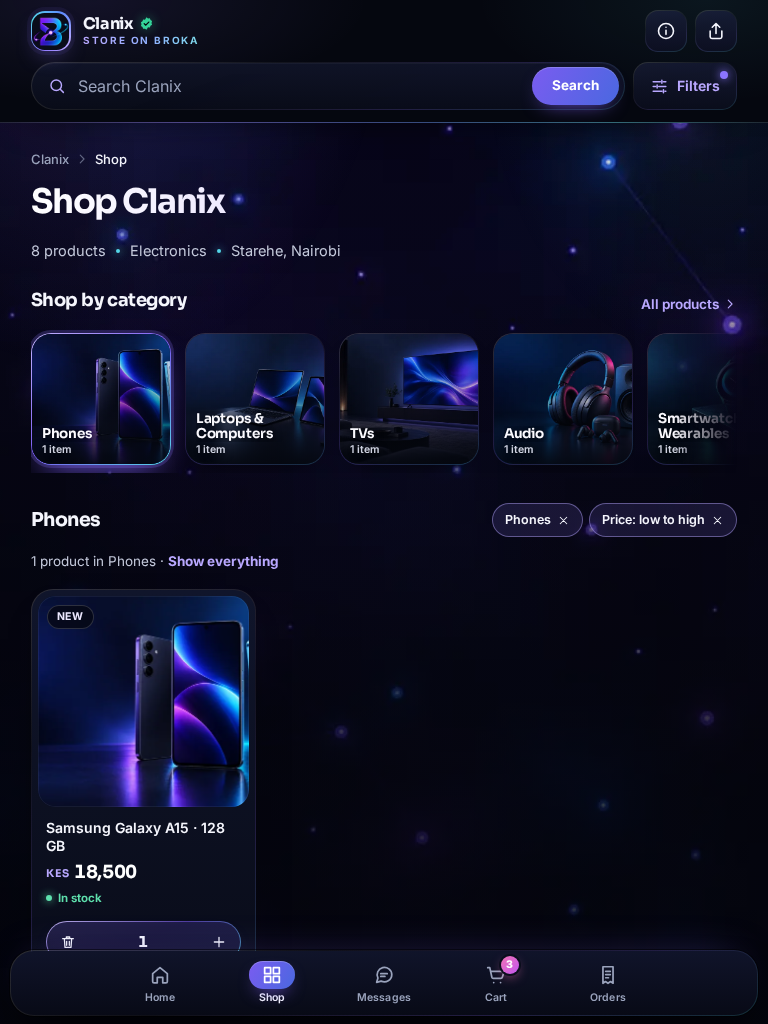 Clanix
STORE ON BROKA
Search Clanix
Search
Filters
Clanix > Shop
Shop Clanix
8 products • Electronics • Starehe, Nairobi
Shop by category
All products >
Phones
1 item
Laptops &
Computers
1 item
TVs
1 item
Audio
1 item
Smartwatc
Wearables
1 item
Phones
Phones ×
Price: low to high ×
1 product in Phones · Show everything
NEW
Samsung Galaxy A15 · 128
GB
KES 18,500
In stock
1
Home
Shop
Messages
3
Cart
Orders